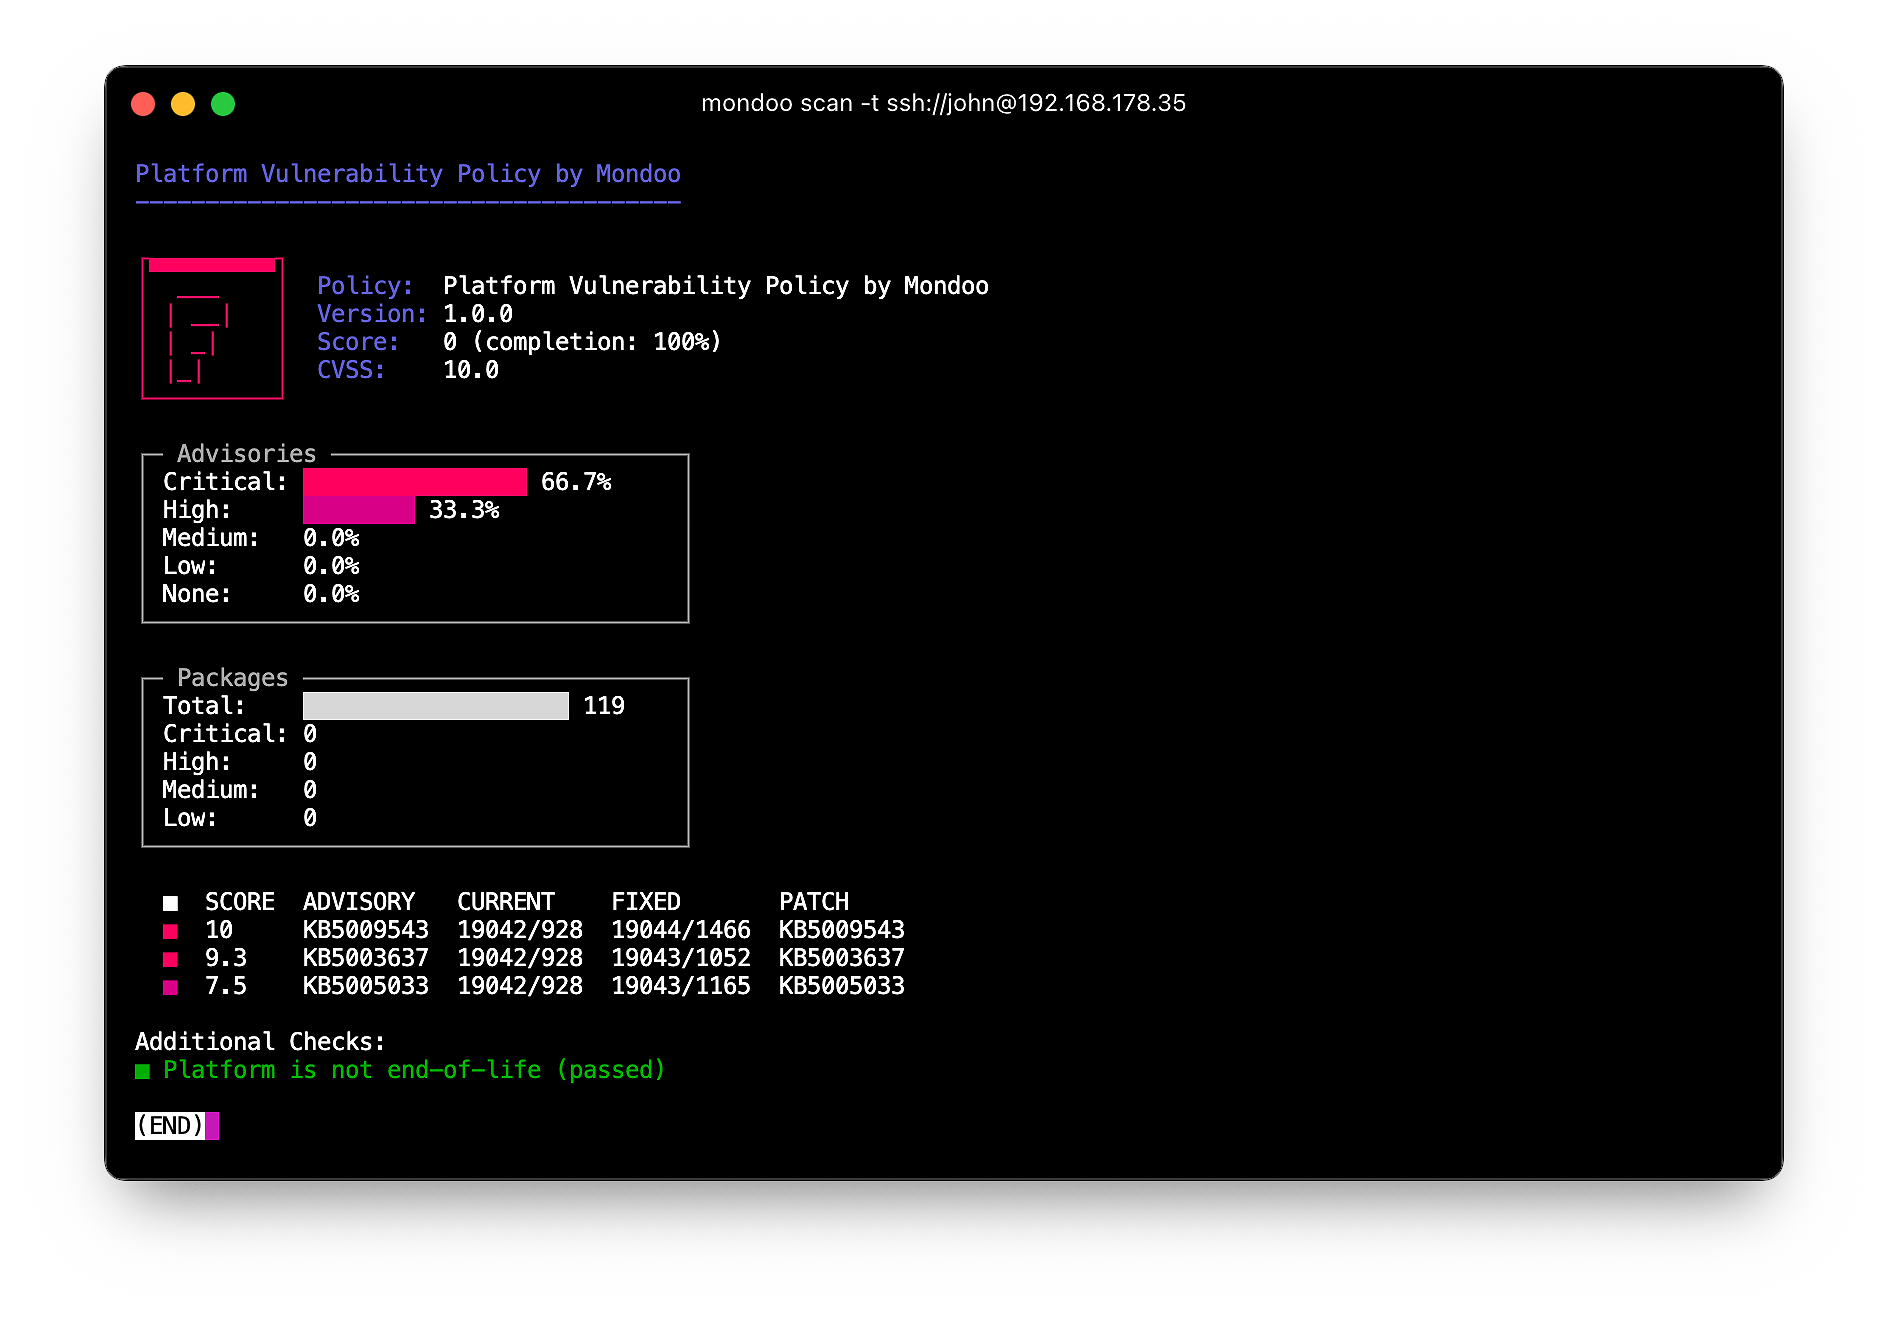 mondoo scan -t ssh://john@192.168.178.35
Platform Vulnerability Policy by Mondoo
F
Policy: Platform Vulnerability Policy by Mondoo
Version: 1.0.0
Score: 0 (completion: 100%)
CVSS: 10.0
Advisories
Critical: 66.7%
High: 33.3%
Medium: 0.0%
Low: 0.0%
None: 0.0%
Packages
Total: 119
Critical: 0
High: 0
Medium: 0
Low: 0
■ SCORE ADVISORY CURRENT FIXED PATCH
■ 10 KB5009543 19042/928 19044/1466 KB5009543
■ 9.3 KB5003637 19042/928 19043/1052 KB5003637
■ 7.5 KB5005033 19042/928 19043/1165 KB5005033
Additional Checks:
■ Platform is not end-of-life (passed)
(END)